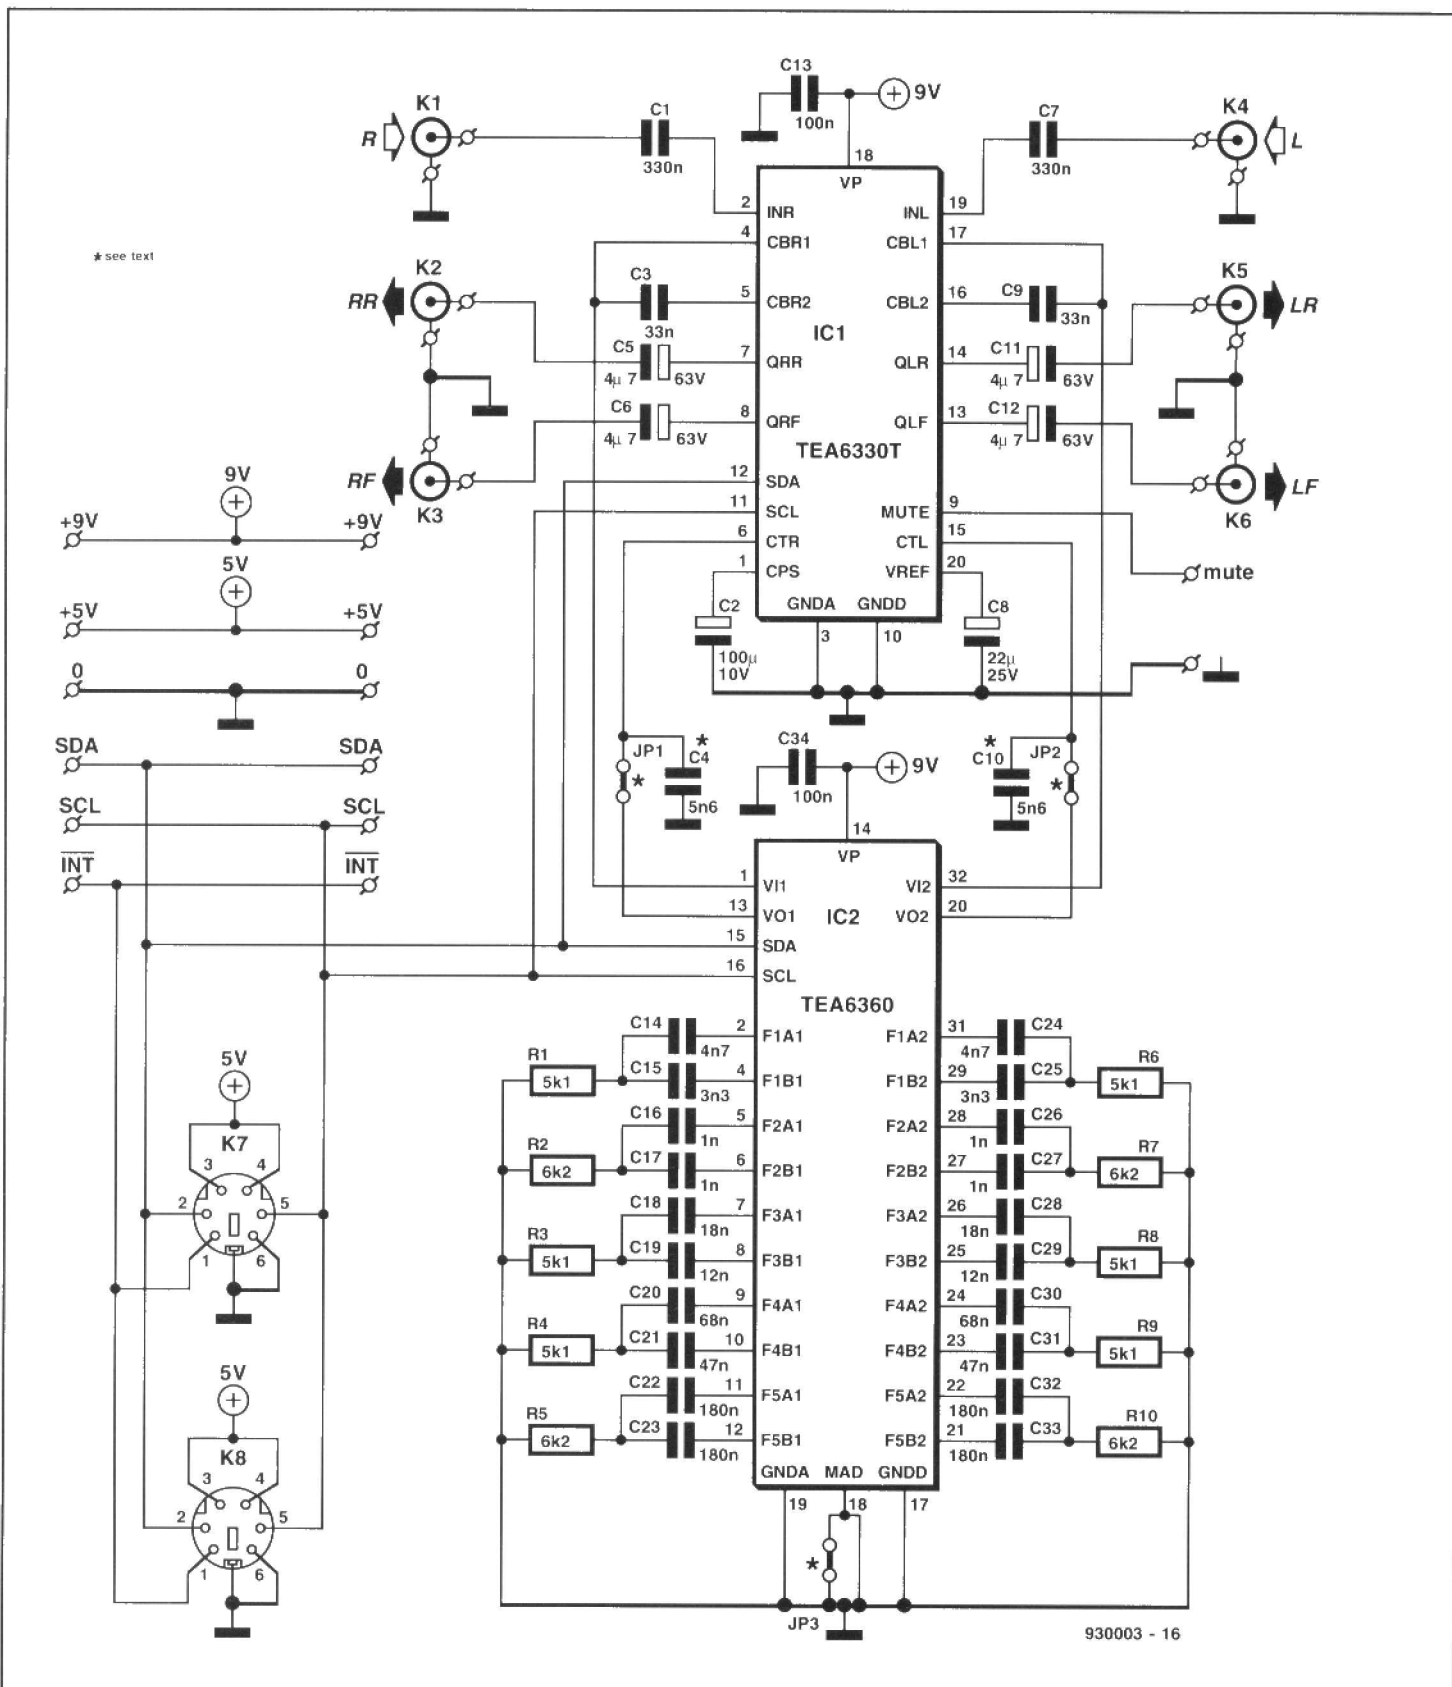 C13
100n
9V
18
K1
R
C1
330n
C7
330n
K4
L
VP
2
INR
INL
19
4
CBR1
CBL1
17
* see text
K2
RR
C3
33n
5
CBR2
CBL2
16
C9
33n
K5
LR
IC1
C5
4µ 7
63V
7
QRR
QLR
14
C11
4µ 7
63V
C6
4µ 7
63V
8
QRF
QLF
13
C12
4µ 7
63V
TEA6330T
RF
K3
12
SDA
LF
K6
11
SCL
MUTE
9
6
CTR
CTL
15
1
CPS
VREF
20
mute
GNDA
GNDD
C2
100µ
10V
3
10
C8
22µ
25V
9V
+9V
+9V
5V
+5V
+5V
0
0
SDA
SDA
SCL
SCL
INT
INT
JP1
*
*
C4
5n6
C34
100n
9V
*
C10
5n6
JP2
*
14
VP
1
VI1
VI2
32
13
VO1
IC2
VO2
20
15
SDA
16
SCL
TEA6360
C14
4n7
2
F1A1
F1A2
31
4n7
C24
R1
5k1
C15
3n3
4
F1B1
F1B2
29
3n3
C25
R6
5k1
C16
1n
5
F2A1
F2A2
28
1n
C26
R2
6k2
C17
1n
6
F2B1
F2B2
27
1n
C27
R7
6k2
C18
18n
7
F3A1
F3A2
26
18n
C28
R3
5k1
C19
12n
8
F3B1
F3B2
25
12n
C29
R8
5k1
C20
68n
9
F4A1
F4A2
24
68n
C30
R4
5k1
C21
47n
10
F4B1
F4B2
23
47n
C31
R9
5k1
C22
180n
11
F5A1
F5A2
22
180n
C32
R5
6k2
C23
180n
12
F5B1
F5B2
21
180n
C33
R10
6k2
GNDA
MAD
GNDD
19
18
17
*
JP3
5V
K7
3
4
2
5
1
6
5V
K8
3
4
2
5
1
6
930003 - 16